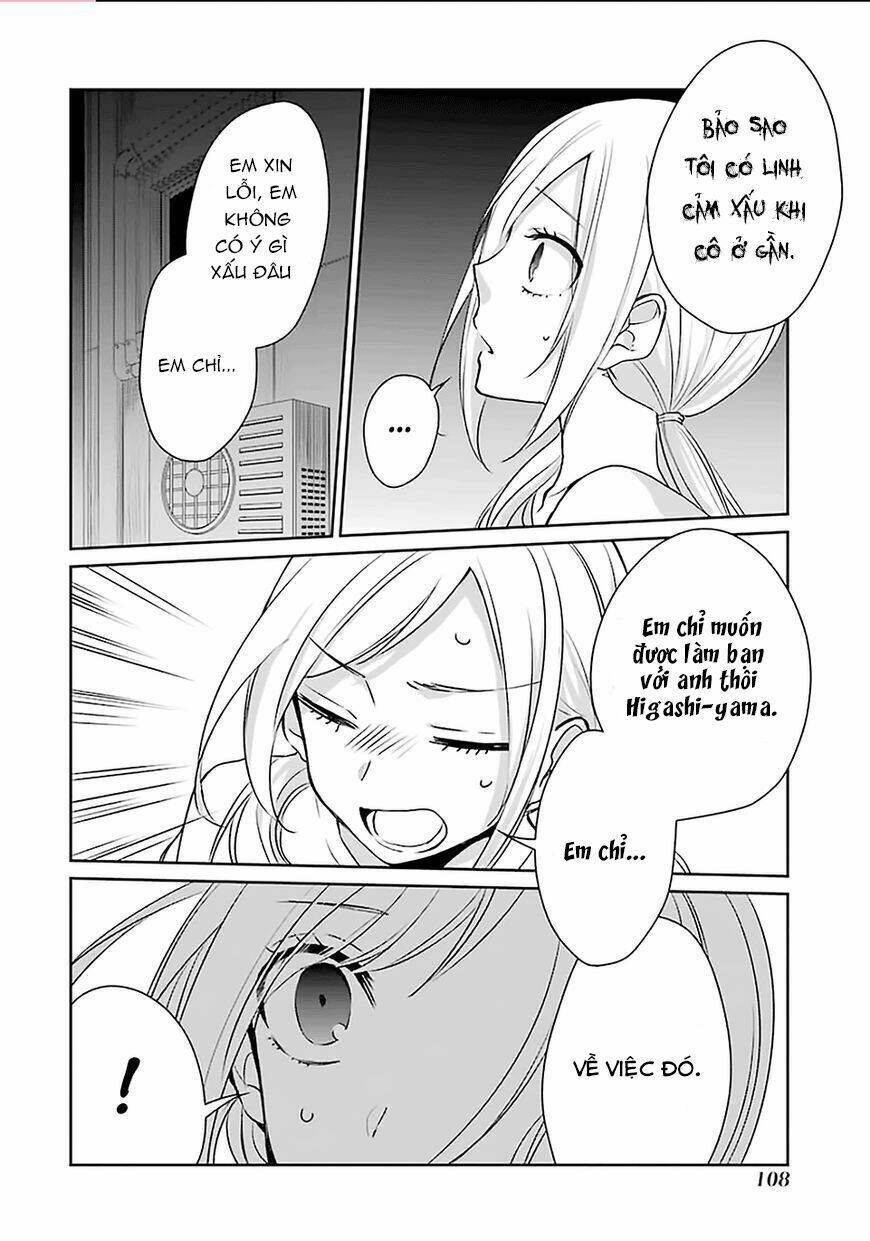 BẢO SAO
TÔI CÓ LINH
CẢM XẤU KHI
CÔ Ở GẦN.
...
EM XIN
LỖI, EM
KHÔNG
CÓ Ý GÌ
XẤU ĐÂU
EM CHỈ...
Em chỉ muốn
được làm bạn
với anh thôi
Higashi-yama.
Em chỉ...
VỀ VIỆC ĐÓ.
!
108